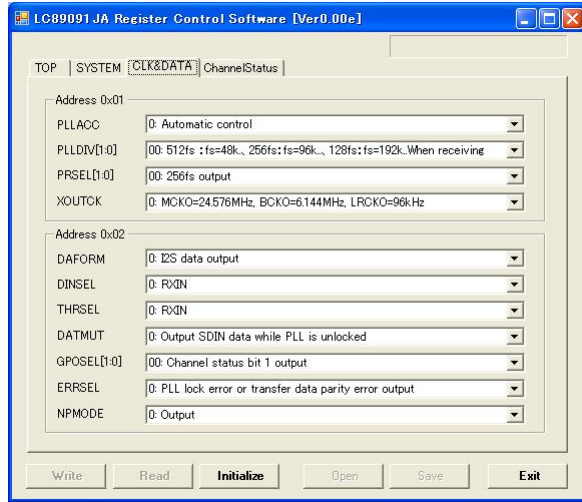 LC89091JA Register Control Software [Ver0.00e]
TOP SYSTEM CLK&DATA ChannelStatus
Address 0x01
PLLACC 0: Automatic control
PLLDIV[1:0] 00: 512fs :fs=48k., 256fs:fs=96k., 128fs:fs=192k..When receiving
PRSEL[1:0] 00: 256fs output
XOUTCK 0: MCKO=24.576MHz, BCKO=6.144MHz, LRCKO=96kHz
Address 0x02
DAFORM 0: I2S data output
DINSEL 0: RXIN
THRSEL 0: RXIN
DATMUT 0: Output SDIN data while PLL is unlocked
GPOSEL[1:0] 00: Channel status bit 1 output
ERRSEL 0: PLL lock error or transfer data parity error output
NPMODE 0: Output
Write Read Initialize Open Save Exit